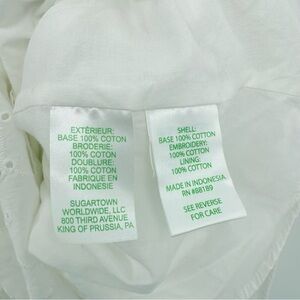 EXTÉRIEUR:
BASE 100% COTON
BRODERIE:
100% COTON
DOUBLURE:
100% COTON
FABRIQUE EN
INDONESIE
SUGARTOWN
WORLDWIDE, LLC
800 THIRD AVENUE
KING OF PRUSSIA, PA
SHELL:
BASE 100% COTTON
EMBROIDERY:
100% COTTON
LINING:
100% COTTON
MADE IN INDONESIA
RN #88189
SEE REVERSE
FOR CARE